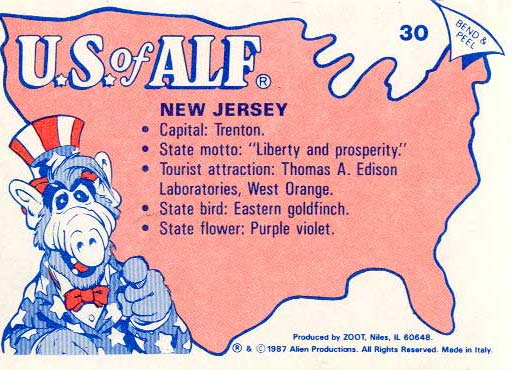 30
BEND &
PEEL
U.S. of ALF®
NEW JERSEY
• Capital: Trenton.
• State motto: "Liberty and prosperity."
• Tourist attraction: Thomas A. Edison
Laboratories, West Orange.
• State bird: Eastern goldfinch.
• State flower: Purple violet.
Produced by ZOOT, Niles, IL 60648.
® & © 1987 Alien Productions. All Rights Reserved. Made in Italy.